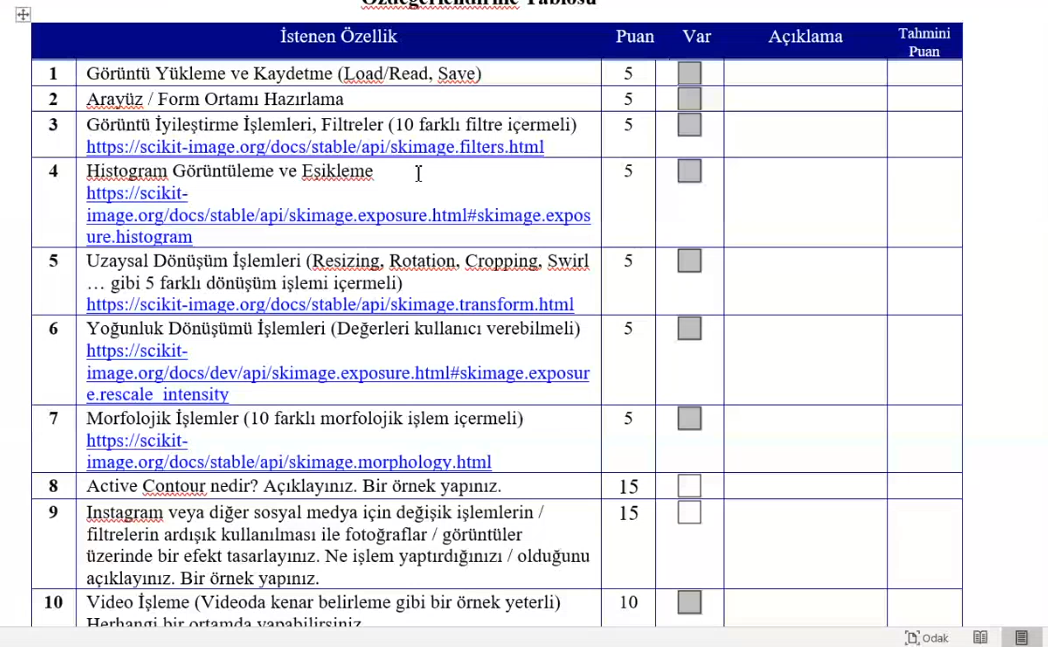 Özdeğerlendirme Tablosu
İstenen Özellik Puan Var Açıklama Tahmini Puan
1 Görüntü Yükleme ve Kaydetme (Load/Read, Save) 5
2 Arayüz / Form Ortamı Hazırlama 5
3 Görüntü İyileştirme İşlemleri, Filtreler (10 farklı filtre içermeli) 5
https://scikit-image.org/docs/stable/api/skimage.filters.html
4 Histogram Görüntüleme ve Eşikleme 5
https://scikit-
image.org/docs/stable/api/skimage.exposure.html#skimage.expos
ure.histogram
5 Uzaysal Dönüşüm İşlemleri (Resizing, Rotation, Cropping, Swirl 5
… gibi 5 farklı dönüşüm işlemi içermeli)
https://scikit-image.org/docs/stable/api/skimage.transform.html
6 Yoğunluk Dönüşümü İşlemleri (Değerleri kullanıcı verebilmeli) 5
https://scikit-
image.org/docs/dev/api/skimage.exposure.html#skimage.exposur
e.rescale_intensity
7 Morfolojik İşlemler (10 farklı morfolojik işlem içermeli) 5
https://scikit-
image.org/docs/stable/api/skimage.morphology.html
8 Active Contour nedir? Açıklayınız. Bir örnek yapınız. 15
9 Instagram veya diğer sosyal medya için değişik işlemlerin / 15
filtrelerin ardışık kullanılması ile fotoğraflar / görüntüler
üzerinde bir efekt tasarlayınız. Ne işlem yaptırdığınızı / olduğunu
açıklayınız. Bir örnek yapınız.
10 Video İşleme (Videoda kenar belirleme gibi bir örnek yeterli) 10
Herhangi bir ortamda yapabilirsiniz.
Odak